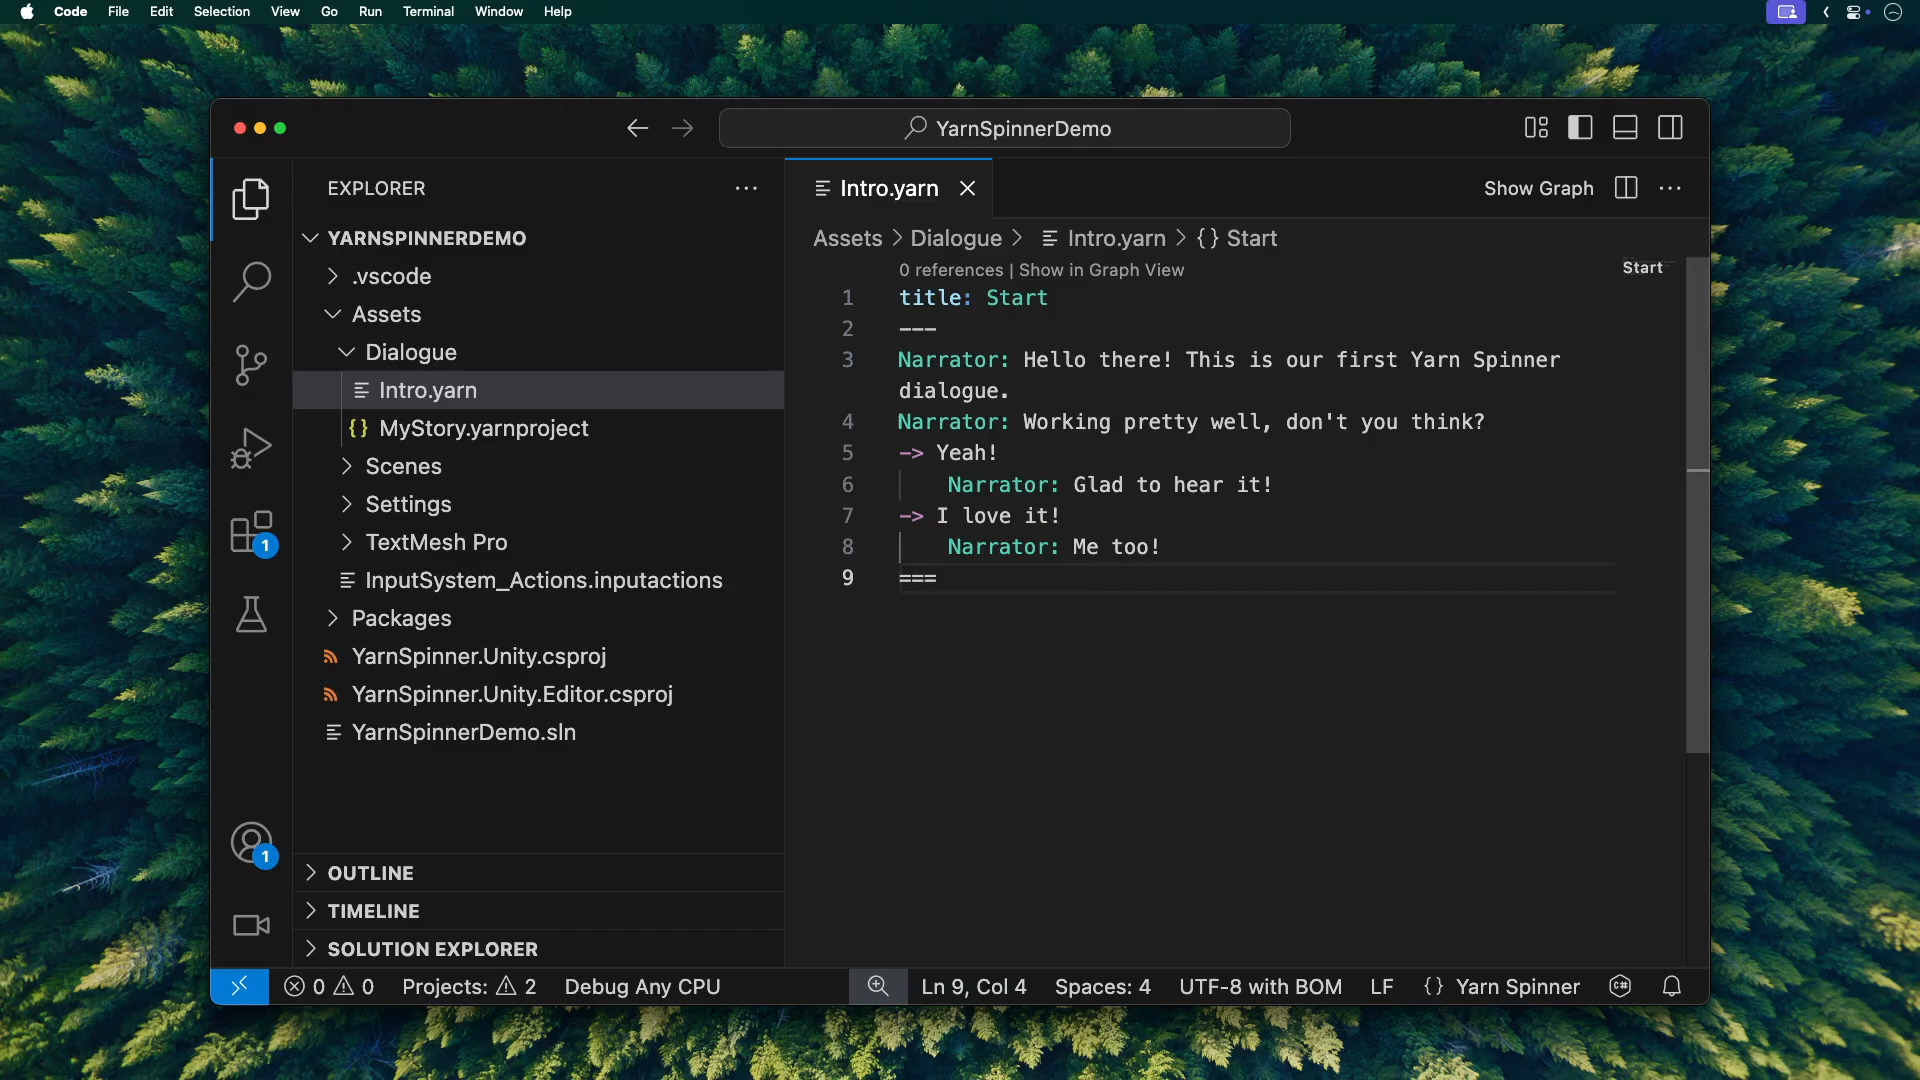 Code File Edit Selection View Go Run Terminal Window Help
YarnSpinnerDemo
EXPLORER
YARNSPINNERDEMO
.vscode
Assets
Dialogue
Intro.yarn
{} MyStory.yarnproject
Scenes
Settings
TextMesh Pro
InputSystem_Actions.inputactions
Packages
YarnSpinner.Unity.csproj
YarnSpinner.Unity.Editor.csproj
YarnSpinnerDemo.sln
1
1
OUTLINE
TIMELINE
SOLUTION EXPLORER
Intro.yarn
Show Graph
Assets > Dialogue > Intro.yarn > {} Start
0 references | Show in Graph View
Start
1 title: Start
2 ---
3 Narrator: Hello there! This is our first Yarn Spinner
dialogue.
4 Narrator: Working pretty well, don't you think?
5 -> Yeah!
6 Narrator: Glad to hear it!
7 -> I love it!
8 Narrator: Me too!
9 ===
0 0 Projects: 2 Debug Any CPU Ln 9, Col 4 Spaces: 4 UTF-8 with BOM LF {} Yarn Spinner C#